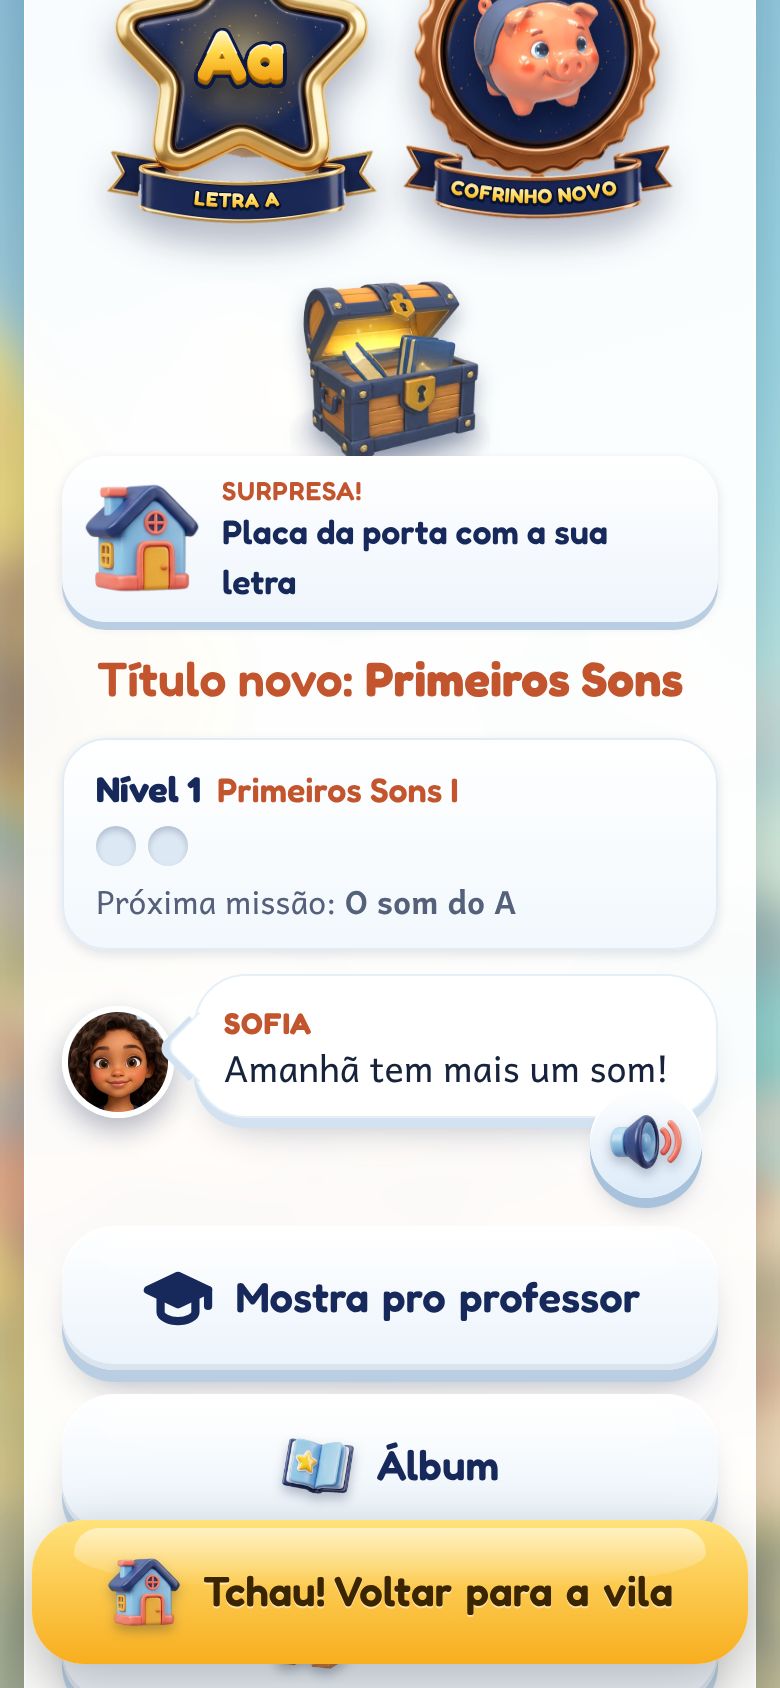 Aa
LETRA A
COFRINHO NOVO
SURPRESA!
Placa da porta com a sua
letra
Título novo: Primeiros Sons
Nível 1 Primeiros Sons I
Próxima missão: O som do A
SOFIA
Amanhã tem mais um som!
Mostra pro professor
Álbum
Tchau! Voltar para a vila